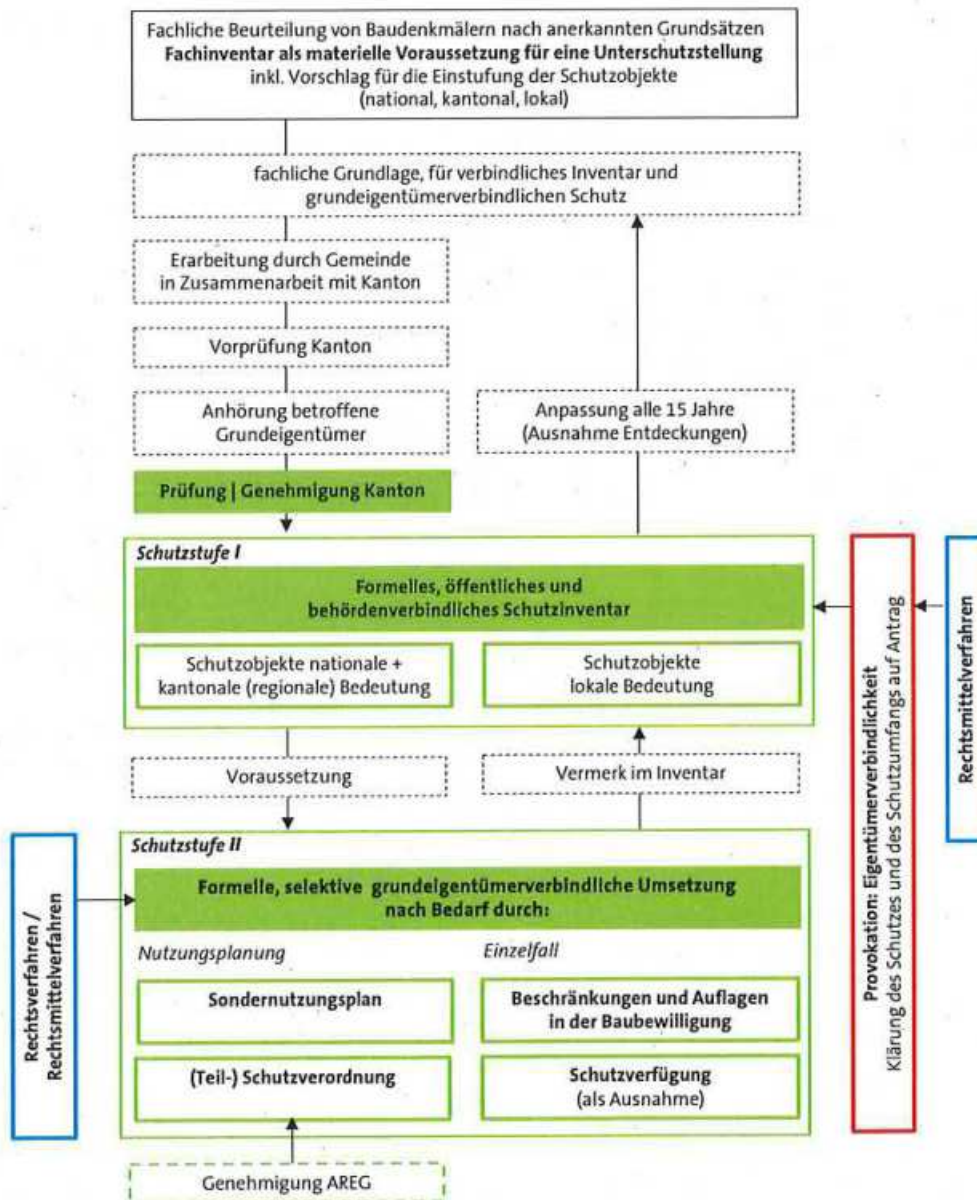 Fachliche Beurteilung von Baudenkmälern nach anerkannten Grundsätzen
Fachinventar als materielle Voraussetzung für eine Unterschutzstellung
inkl. Vorschlag für die Einstufung der Schutzobjekte
(national, kantonal, lokal)
fachliche Grundlage, für verbindliches Inventar und
grundeigentümerverbindlichen Schutz
Erarbeitung durch Gemeinde
in Zusammenarbeit mit Kanton
Vorprüfung Kanton
Anhörung betroffene
Grundeigentümer
Anpassung alle 15 Jahre
(Ausnahme Entdeckungen)
Prüfung | Genehmigung Kanton
Schutzstufe I
Formelles, öffentliches und
behördenverbindliches Schutzinventar
Schutzobjekte nationale +
kantonale (regionale) Bedeutung
Schutzobjekte
lokale Bedeutung
Provokation: Eigentümerverbindlichkeit
Klärung des Schutzes und des Schutzumfangs auf Antrag
Rechtsmittelverfahren
Voraussetzung
Vermerk im Inventar
Schutzstufe II
Formelle, selektive grundeigentümerverbindliche Umsetzung
nach Bedarf durch:
Rechtsverfahren /
Rechtsmittelverfahren
Nutzungsplanung
Einzelfall
Sondernutzungsplan
Beschränkungen und Auflagen
in der Baubewilligung
(Teil-) Schutzverordnung
Schutzverfügung
(als Ausnahme)
Genehmigung AREG